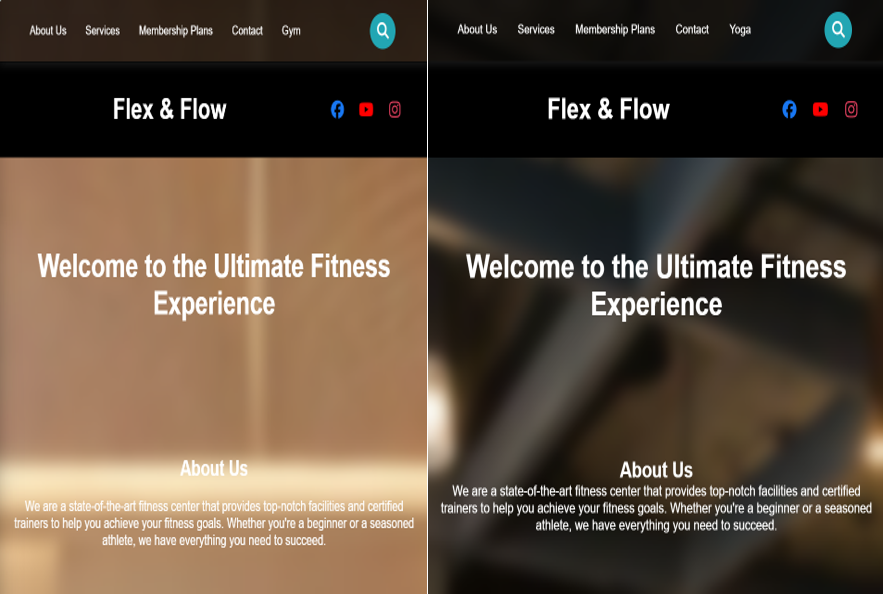 About Us Services Membership Plans Contact Gym
Flex & Flow
Welcome to the Ultimate Fitness
Experience
About Us
We are a state-of-the-art fitness center that provides top-notch facilities and certified
trainers to help you achieve your fitness goals. Whether you're a beginner or a seasoned
athlete, we have everything you need to succeed.
About Us Services Membership Plans Contact Yoga
Flex & Flow
Welcome to the Ultimate Fitness
Experience
About Us
We are a state-of-the-art fitness center that provides top-notch facilities and certified
trainers to help you achieve your fitness goals. Whether you're a beginner or a seasoned
athlete, we have everything you need to succeed.